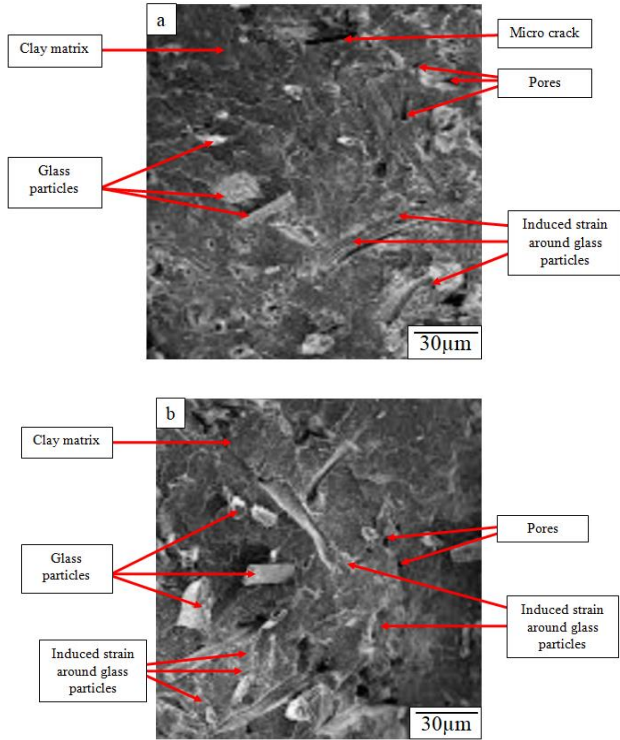 a
Clay matrix
Micro crack
Pores
Glass
particles
Induced strain
around glass
particles
30µm
b
Clay matrix
Pores
Glass
particles
Induced strain
around glass
particles
Induced strain
around glass
particles
30µm